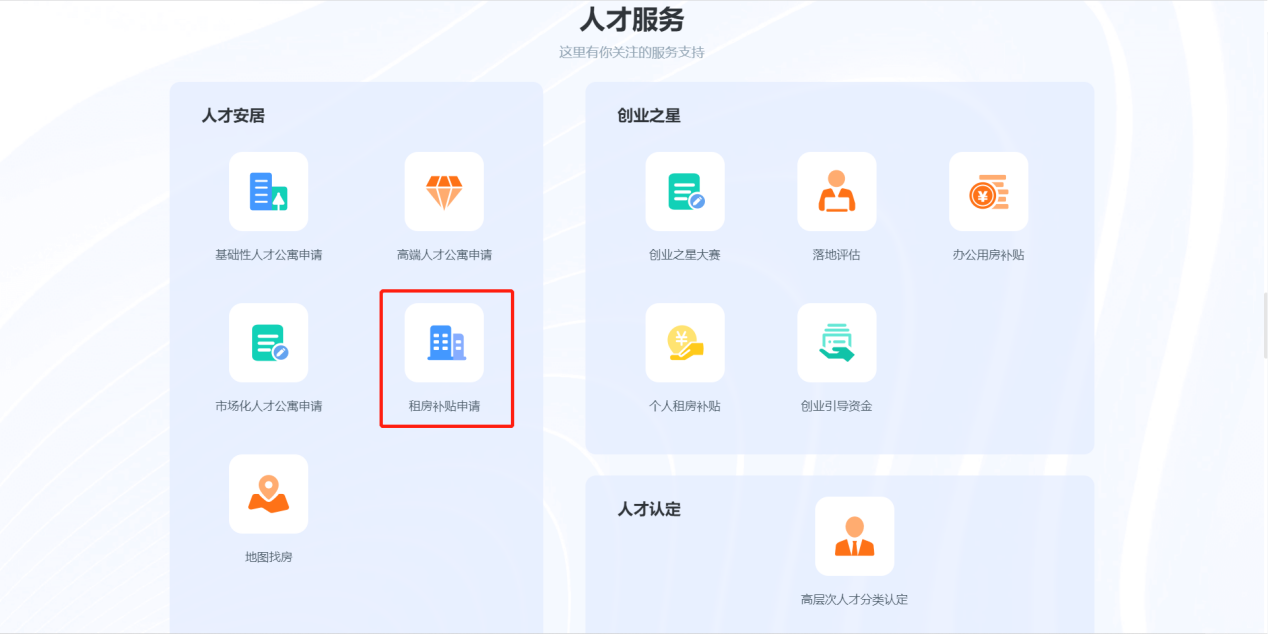 人才服务
这里有你关注的服务支持
人才安居
基础性人才公寓申请
高端人才公寓申请
市场化人才公寓申请
租房补贴申请
地图找房
创业之星
创业之星大赛
落地评估
办公用房补贴
个人租房补贴
创业引导资金
人才认定
高层次人才分类认定